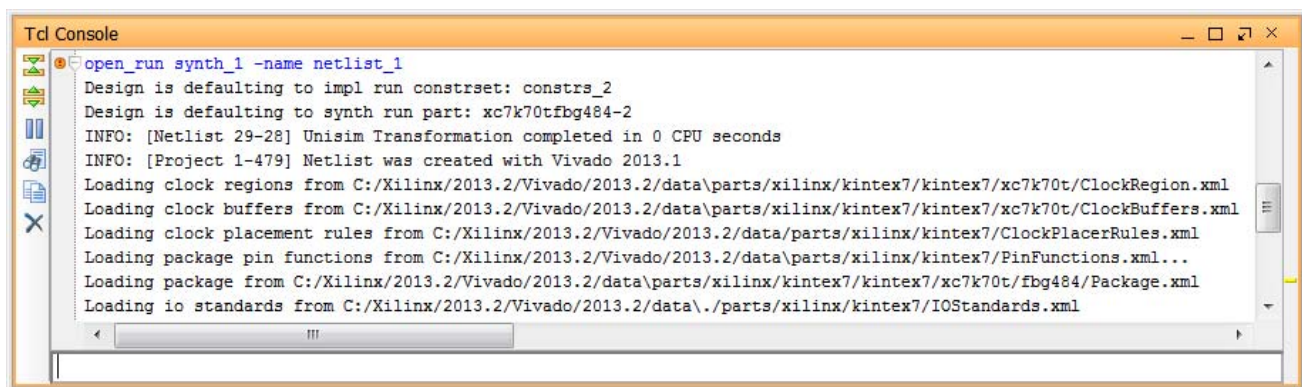 Tcl Console
open_run synth_1 -name netlist_1
Design is defaulting to impl run constrset: constrs_2
Design is defaulting to synth run part: xc7k70tfbg484-2
INFO: [Netlist 29-28] Unisim Transformation completed in 0 CPU seconds
INFO: [Project 1-479] Netlist was created with Vivado 2013.1
Loading clock regions from C:/Xilinx/2013.2/Vivado/2013.2/data\parts/xilinx/kintex7/kintex7/xc7k70t/ClockRegion.xml
Loading clock buffers from C:/Xilinx/2013.2/Vivado/2013.2/data\parts/xilinx/kintex7/kintex7/xc7k70t/ClockBuffers.xml
Loading clock placement rules from C:/Xilinx/2013.2/Vivado/2013.2/data/parts/xilinx/kintex7/ClockPlacerRules.xml
Loading package pin functions from C:/Xilinx/2013.2/Vivado/2013.2/data\parts/xilinx/kintex7/PinFunctions.xml...
Loading package from C:/Xilinx/2013.2/Vivado/2013.2/data\parts/xilinx/kintex7/kintex7/xc7k70t/fbg484/Package.xml
Loading io standards from C:/Xilinx/2013.2/Vivado/2013.2/data\./parts/xilinx/kintex7/IOStandards.xml